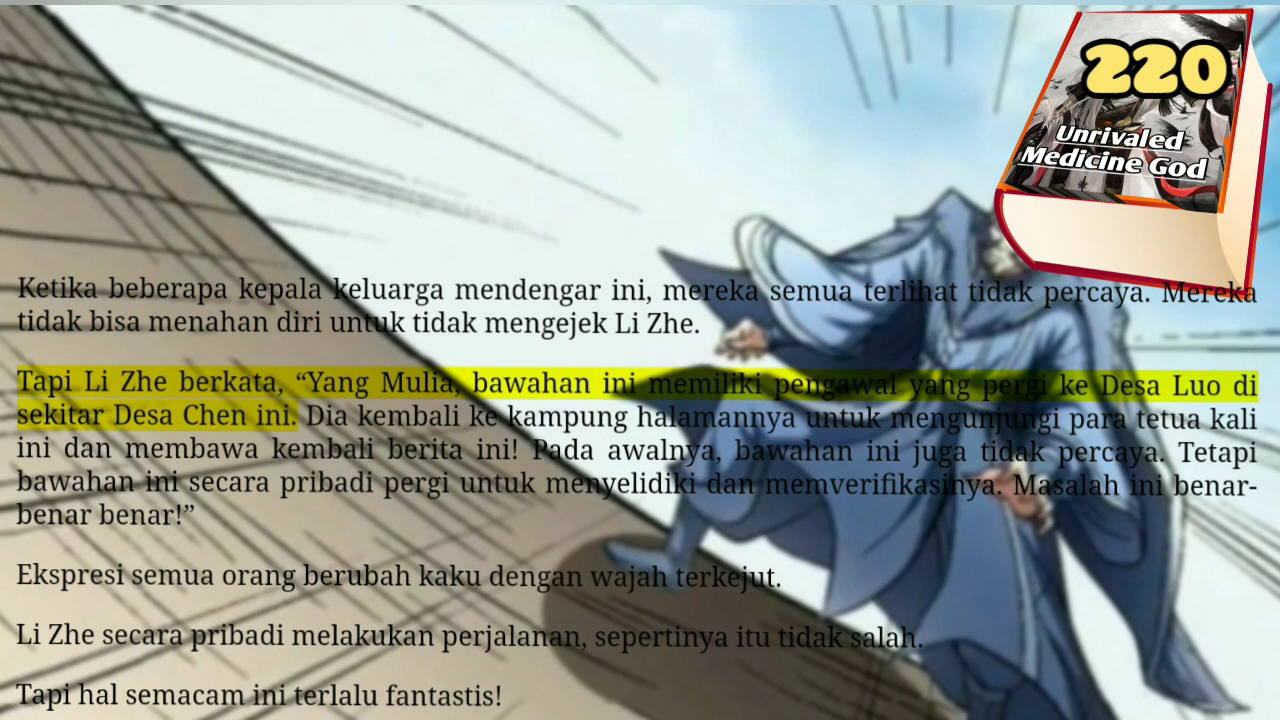 220
Unrivaled
Medicine God
Ketika beberapa kepala keluarga mendengar ini, mereka semua terlihat tidak percaya. Mereka
tidak bisa menahan diri untuk tidak mengejek Li Zhe.
Tapi Li Zhe berkata, “Yang Mulia, bawahan ini memiliki pengawal yang pergi ke Desa Luo di
sekitar Desa Chen ini. Dia kembali ke kampung halamannya untuk mengunjungi para tetua kali
ini dan membawa kembali berita ini! Pada awalnya, bawahan ini juga tidak percaya. Tetapi
bawahan ini secara pribadi pergi untuk menyelidiki dan memverifikasinya. Masalah ini benar-
benar benar!”
Ekspresi semua orang berubah kaku dengan wajah terkejut.
Li Zhe secara pribadi melakukan perjalanan, sepertinya itu tidak salah.
Tapi hal semacam ini terlalu fantastis!